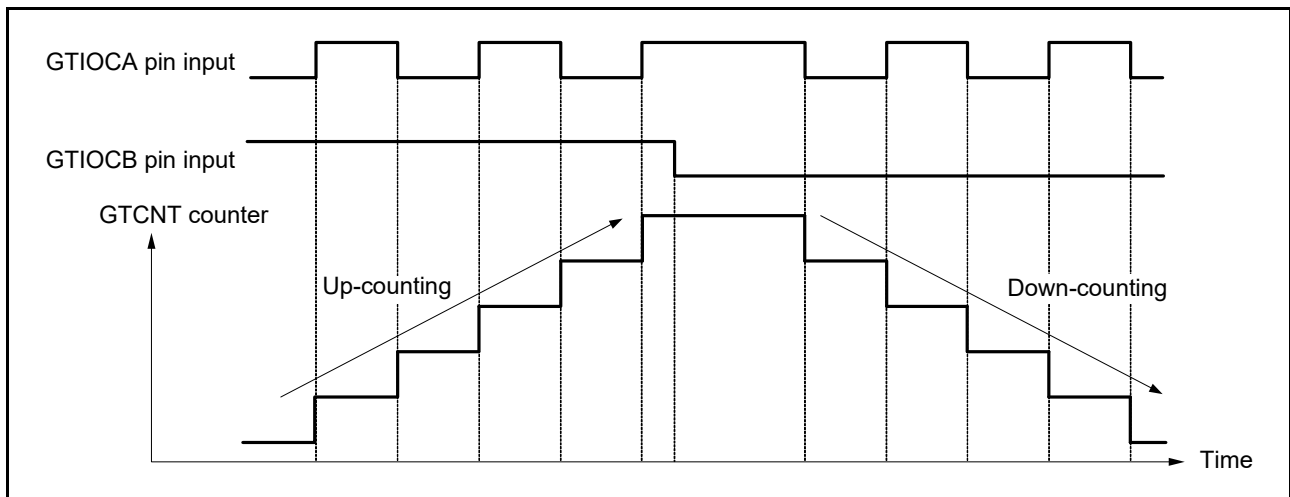 GTIOCA pin input
GTIOCB pin input
GTCNT counter
Up-counting
Down-counting
Time